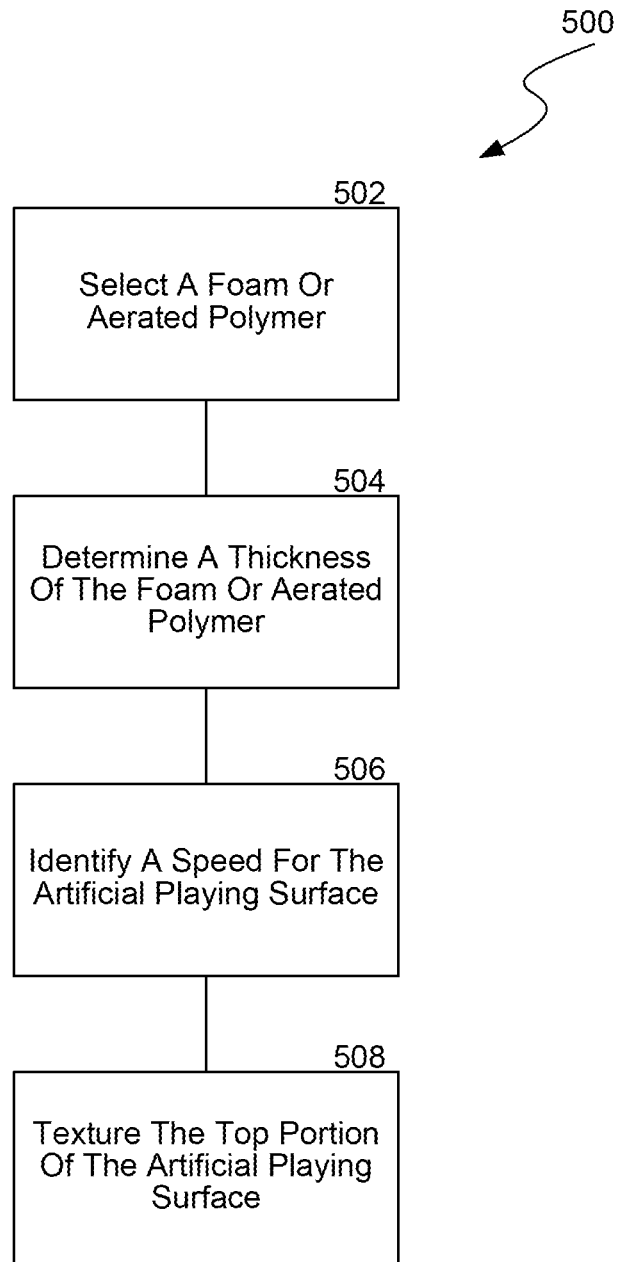 500
502
Select A Foam Or
Aerated Polymer
504
Determine A Thickness
Of The Foam Or Aerated
Polymer
506
Identify A Speed For The
Artificial Playing Surface
508
Texture The Top Portion
Of The Artificial Playing
Surface